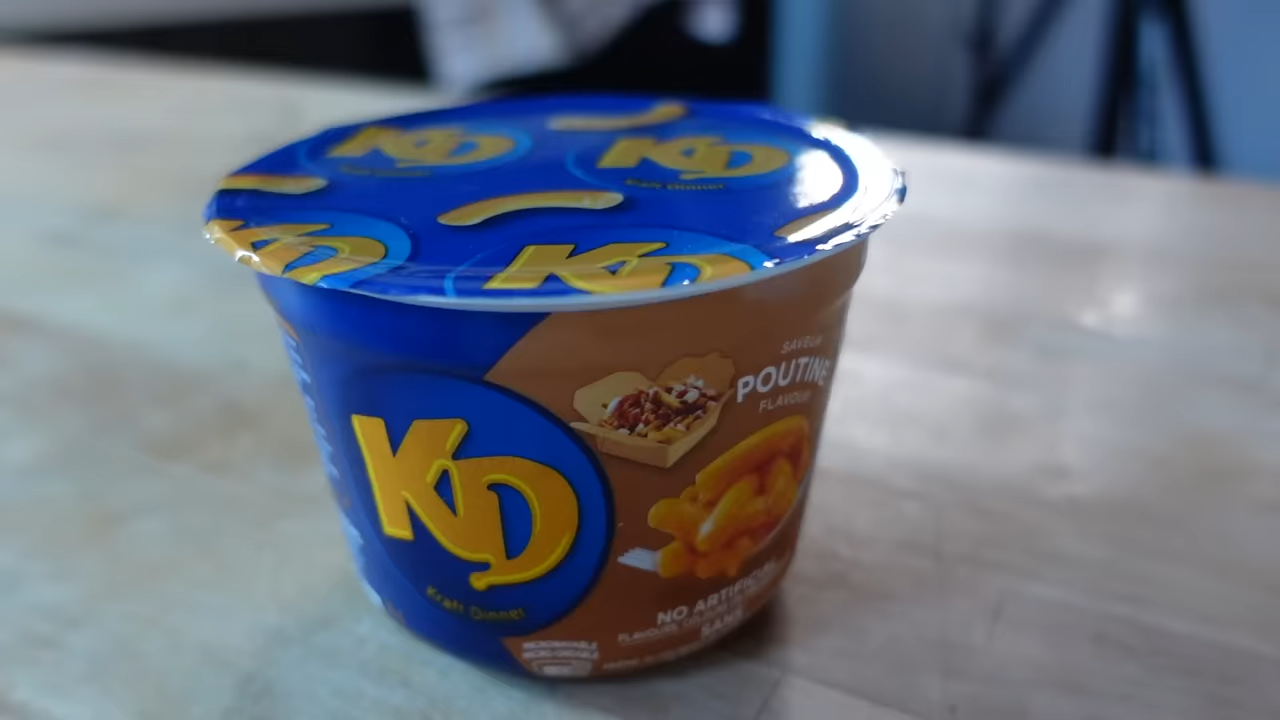 KD
KD
Kraft Dinner
KD
KD
SAVEUR
POUTINE
FLAVOUR
KD
Kraft Dinner
NO ARTIFICIAL
SANS